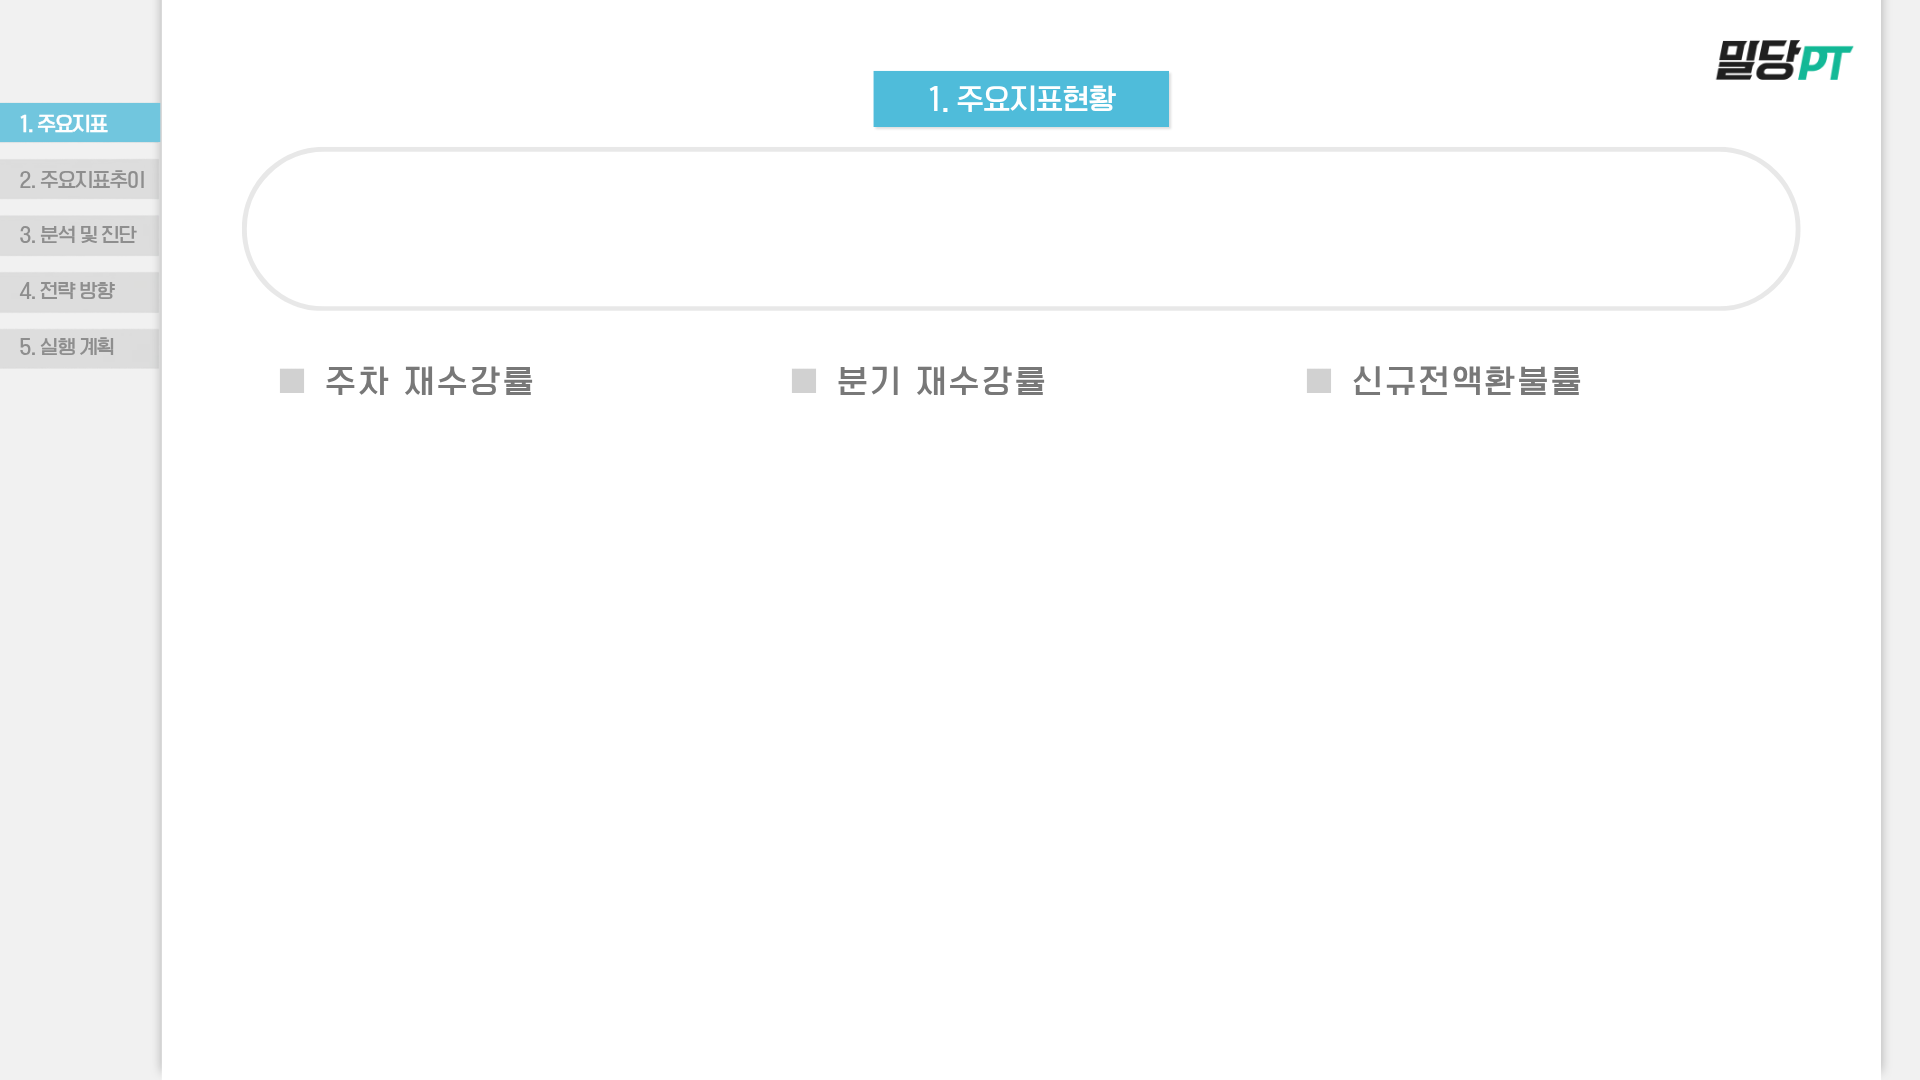 밀당PT
1. 주요지표현황
1. 주요지표
2. 주요지표추이
3. 분석 및 진단
4. 전략 방향
5. 실행 계획
주차 재수강률
분기 재수강률
신규전액환불률